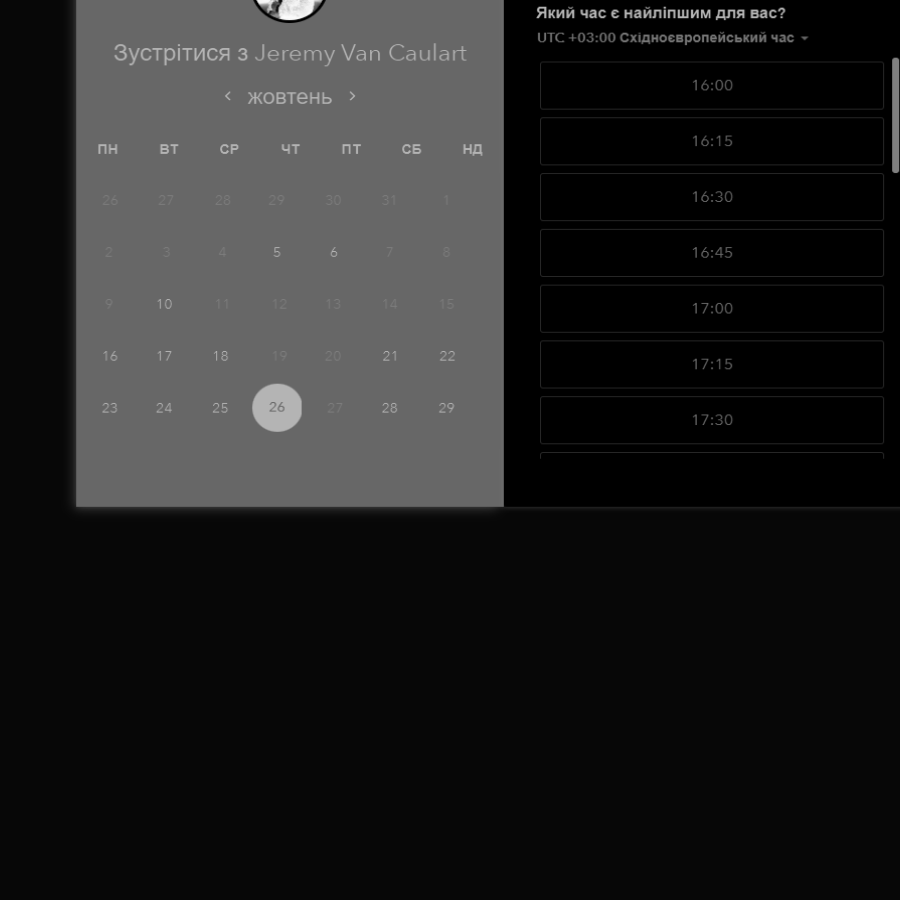 Зустрітися з Jeremy Van Caulart
жовтень
ПН ВТ СР ЧТ ПТ СБ НД
26 27 28 29 30 31 1
2 3 4 5 6 7 8
9 10 11 12 13 14 15
16 17 18 19 20 21 22
23 24 25 26 27 28 29
Який час є найліпшим для вас?
UTC +03:00 Східноєвропейський час
16:00
16:15
16:30
16:45
17:00
17:15
17:30